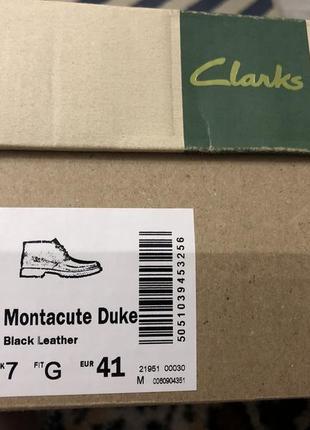 Clarks
Montacute Duke
Black Leather
K 7 FIT G EUR 41
21951 00030
M 0060904351
5051039453256